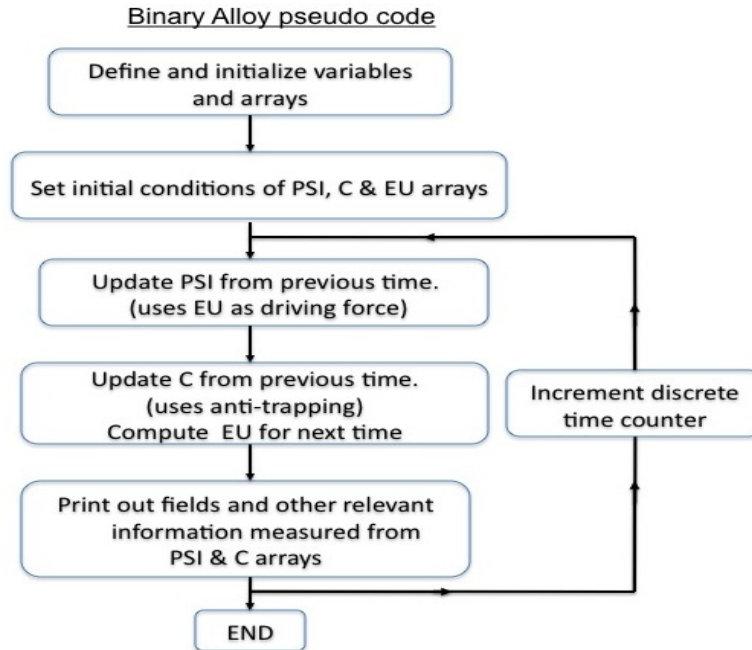 Binary Alloy pseudo code
Define and initialize variables
and arrays
Set initial conditions of PSI, C & EU arrays
Update PSI from previous time.
(uses EU as driving force)
Update C from previous time.
(uses anti-trapping)
Compute EU for next time
Increment discrete
time counter
Print out fields and other relevant
information measured from
PSI & C arrays
END